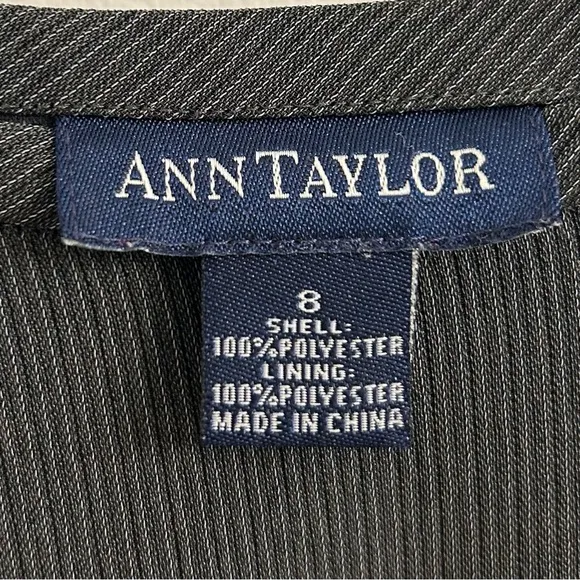 ANNTAYLOR
8
SHELL:
100%POLYESTER
LINING:
100%POLYESTER
MADE IN CHINA